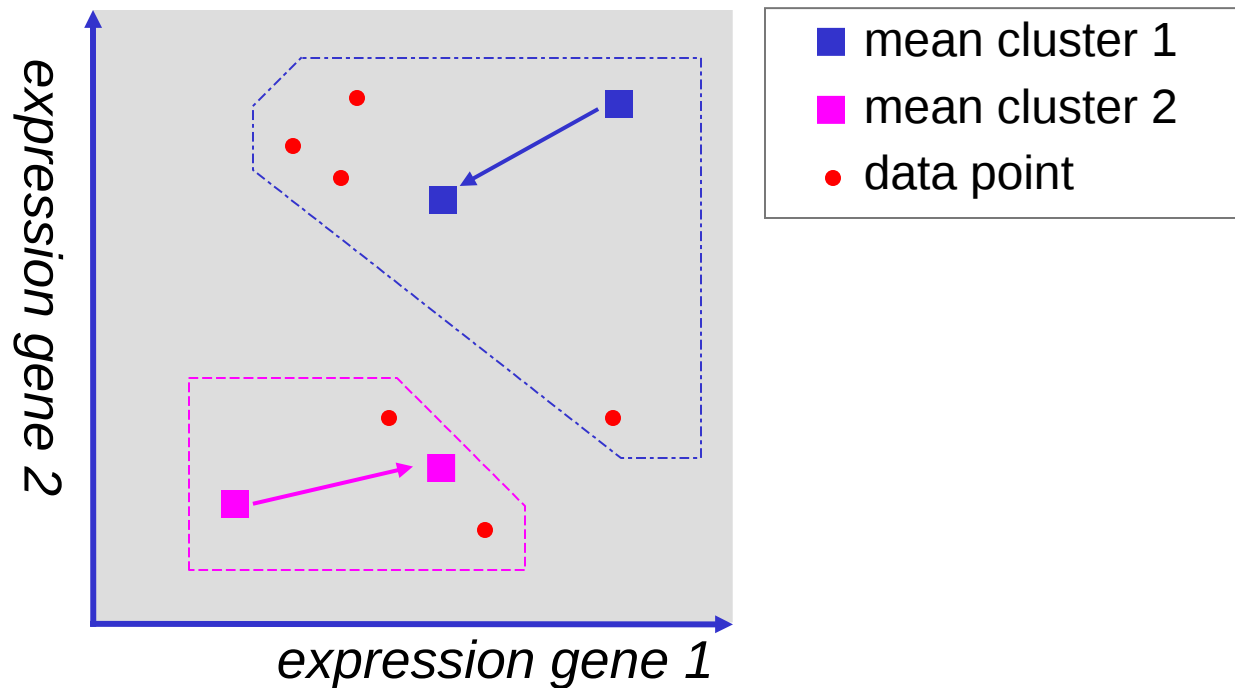 expression gene 2
expression gene 1
mean cluster 1
mean cluster 2
data point